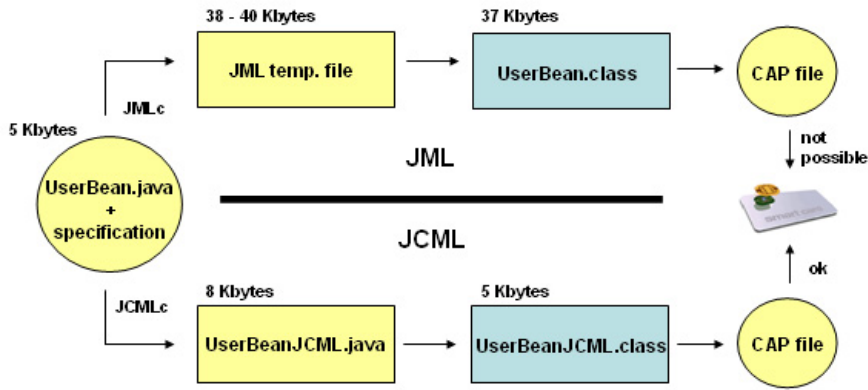 38 - 40 Kbytes
37 Kbytes
JML temp. file
UserBean.class
CAP file
JMLc
5 Kbytes
not
possible
JML
UserBean.java
+
specification
JCML
ok
8 Kbytes
5 Kbytes
JCMLc
UserBeanJCML.java
UserBeanJCML.class
CAP file